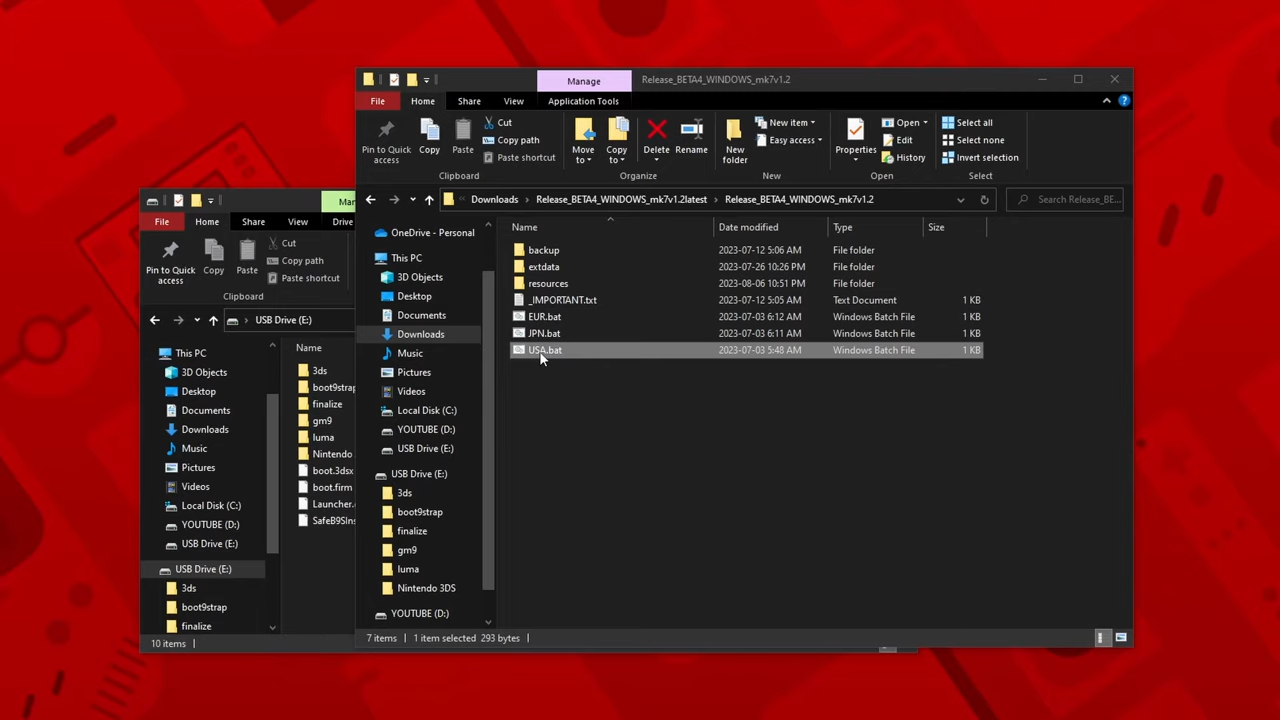 Manage
Release_BETA4_WINDOWS_mk7v1.2
File
Home
Share
View
Application Tools
Pin to Quick
access
Copy
Paste
Cut
Copy path
Paste shortcut
Clipboard
Move
to
Copy
to
Delete
Rename
Organize
New
folder
New item
Easy access
New
Properties
Open
Edit
History
Open
Select all
Select none
Invert selection
Select
Downloads
Release_BETA4_WINDOWS_mk7v1.2latest
Release_BETA4_WINDOWS_mk7v1.2
Search Release_BE...
OneDrive - Personal
This PC
3D Objects
Desktop
Documents
Downloads
Music
Pictures
Videos
Local Disk (C:)
YOUTUBE (D:)
USB Drive (E:)
USB Drive (E:)
3ds
boot9strap
finalize
gm9
luma
Nintendo 3DS
YOUTUBE (D:)
Name Date modified Type Size
backup 2023-07-12 5:06 AM File folder
extdata 2023-07-26 10:26 PM File folder
resources 2023-08-06 10:51 PM File folder
_IMPORTANT.txt 2023-07-12 5:05 AM Text Document 1 KB
EUR.bat 2023-07-03 6:12 AM Windows Batch File 1 KB
JPN.bat 2023-07-03 6:11 AM Windows Batch File 1 KB
USA.bat 2023-07-03 5:48 AM Windows Batch File 1 KB
7 items 1 item selected 293 bytes
Mar
File
Home
Share
View
Drive
Pin to Quick
access
Copy
Paste
Cut
Copy path
Paste shortcut
Clipboard
USB Drive (E:)
This PC
3D Objects
Desktop
Documents
Downloads
Music
Pictures
Videos
Local Disk (C:)
YOUTUBE (D:)
USB Drive (E:)
USB Drive (E:)
3ds
boot9strap
finalize
Name
3ds
boot9strap
finalize
gm9
luma
Nintendo
boot.3dsx
boot.firm
Launcher.
SafeB9SIns
10 items